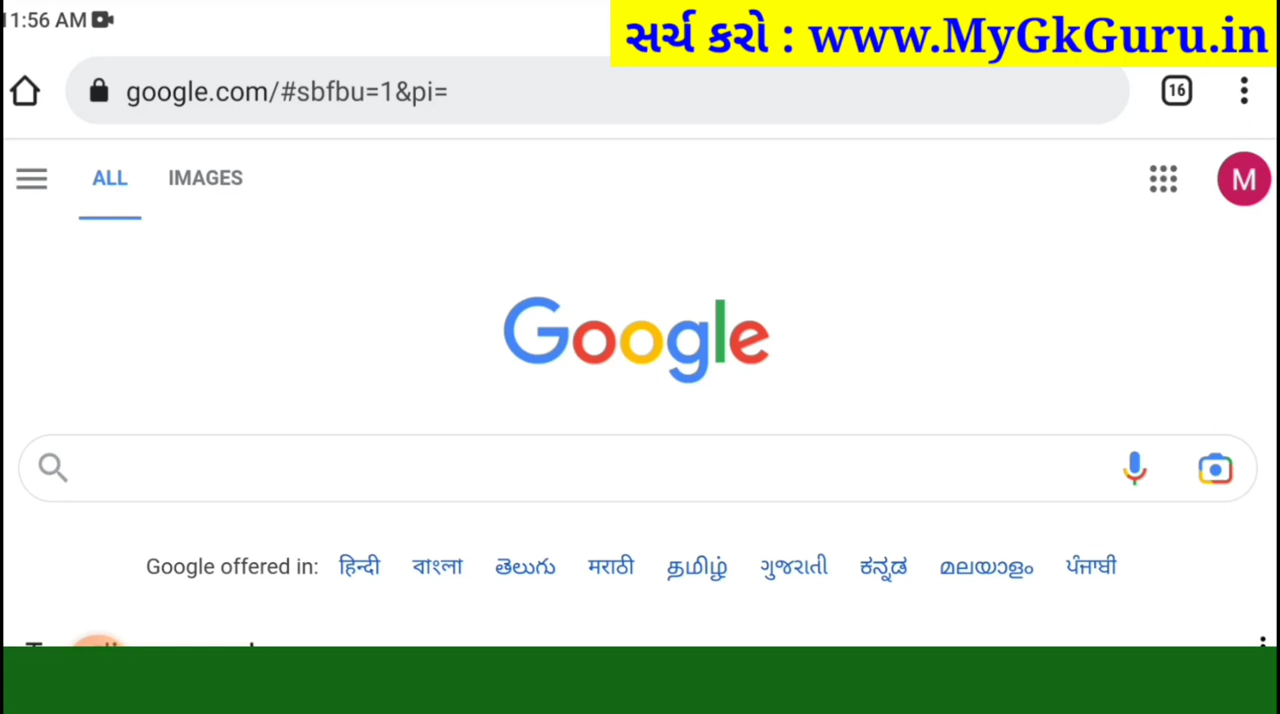 11:56 AM
સર્ચ કરો : www.MyGkGuru.in
google.com/#sbfbu=1&pi=
16
ALL IMAGES
M
Google
Google offered in: हिन्दी বাংলা తెలుగు मराठी தமிழ் ગુજરાતી ಕನ್ನಡ മലയാളം ਪੰਜਾਬੀ